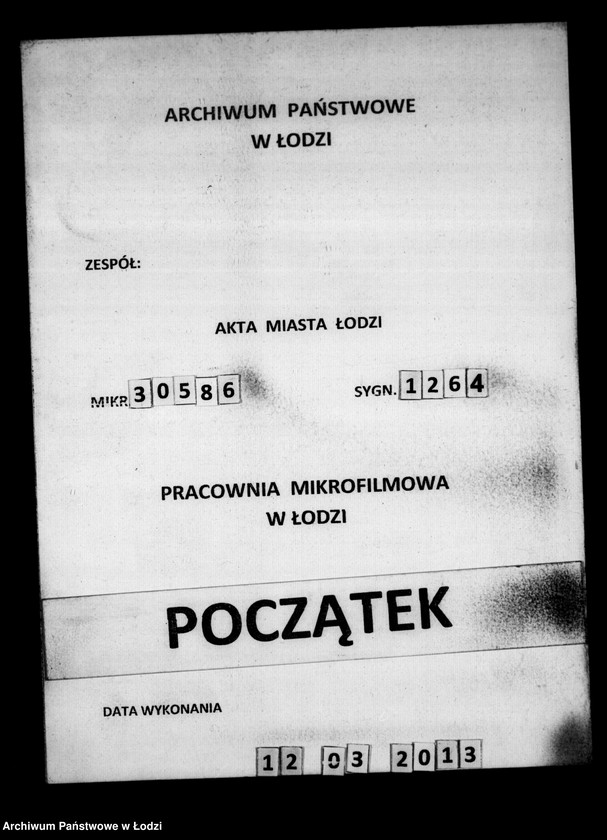 ARCHIWUM PAŃSTWOWE
W ŁODZI
ZESPÓŁ:
AKTA MIASTA ŁODZI
MIKR. 30586 SYGN. 1264
PRACOWNIA MIKROFILMOWA
W ŁODZI
POCZĄTEK
DATA WYKONANIA
12 03 2013
Archiwum Państwowe w Łodzi